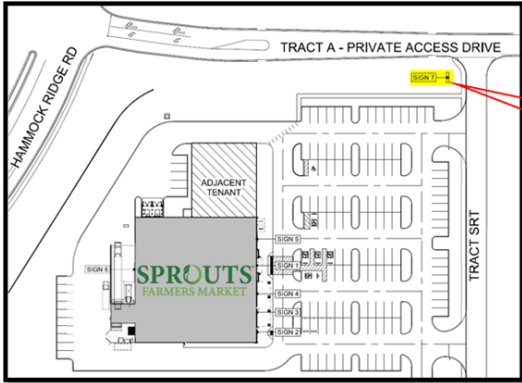 TRACT A - PRIVATE ACCESS DRIVE
HAMMOCK RIDGE RD
SIGN 7
ADJACENT
TENANT
SIGN 5
SIGN 6
SIGN 1
SPROUTS
FARMERS MARKET
SIGN 4
SIGN 3
SIGN 2
TRACT SRT